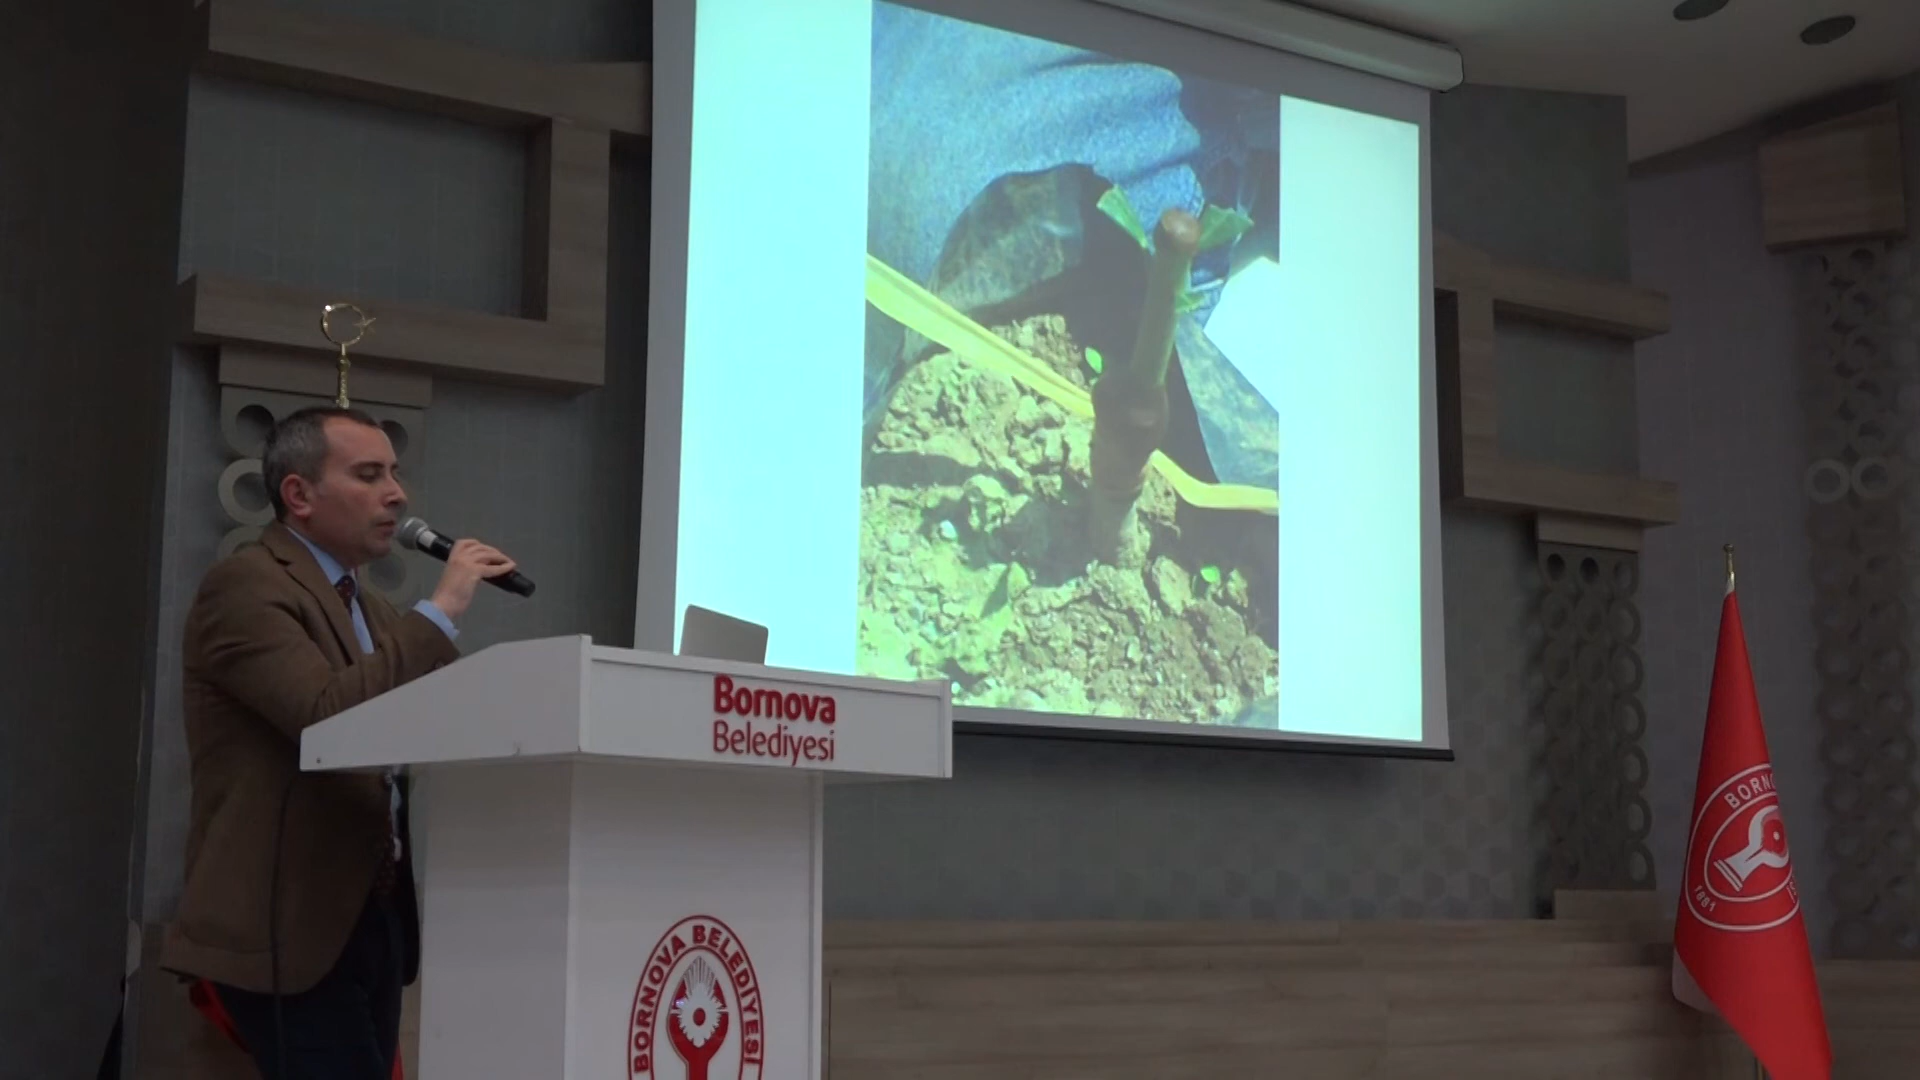 Bornova
Belediyesi
BORNOVA BELEDİYESİ
BORNO
1881